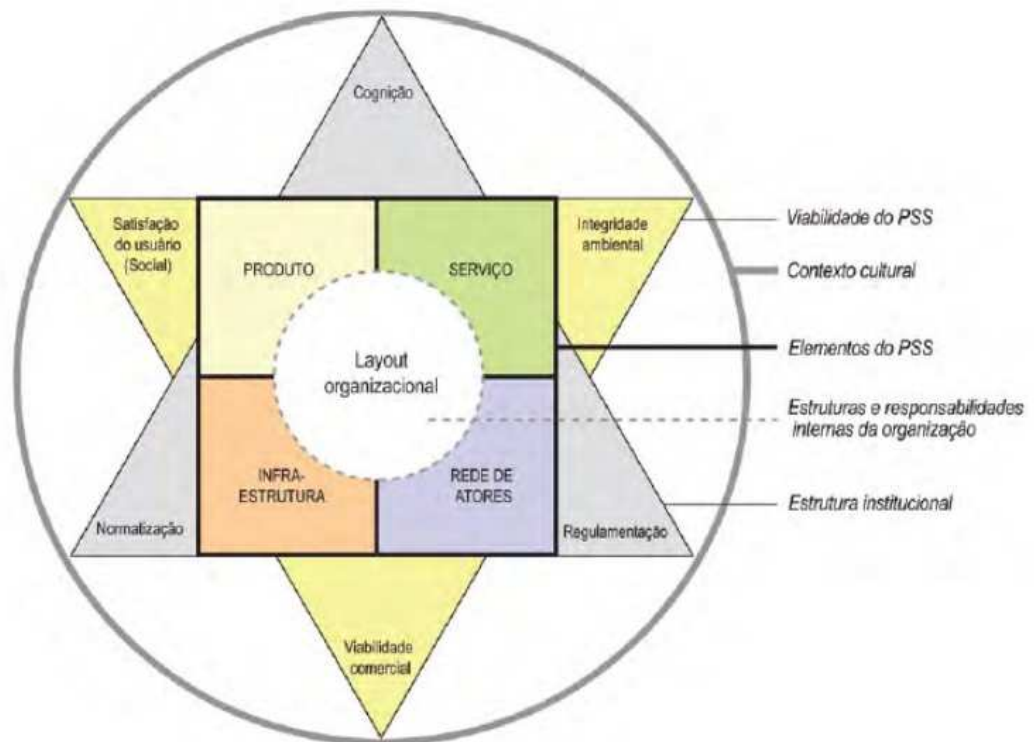 Cognição
Satisfação
do usuário
(Social)
Integridade
ambiental
Viabilidade do PSS
PRODUTO
SERVIÇO
Contexto cultural
Layout
organizacional
Elementos do PSS
Estruturas e responsabilidades
internas da organização
INFRA-
ESTRUTURA
REDE DE
ATORES
Normatização
Regulamentação
Estrutura institucional
Viabilidade
comercial